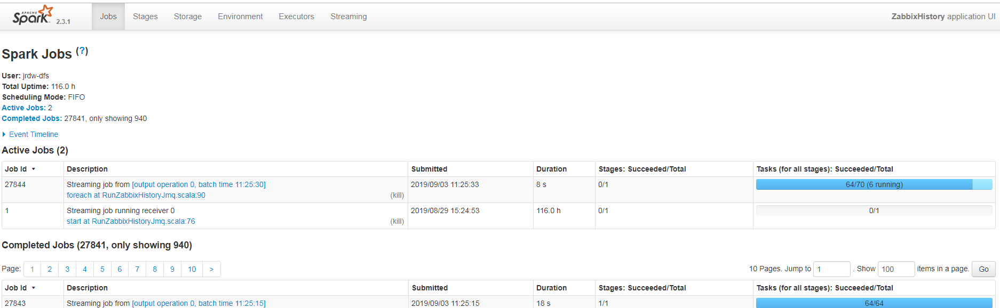 APACHE
Spark 2.3.1 Jobs Stages Storage Environment Executors Streaming ZabbixHistory application UI
Spark Jobs (?)
User: jrdw-dfs
Total Uptime: 116.0 h
Scheduling Mode: FIFO
Active Jobs: 2
Completed Jobs: 27841, only showing 940
Event Timeline
Active Jobs (2)
Job Id Description Submitted Duration Stages: Succeeded/Total Tasks (for all stages): Succeeded/Total
27844 Streaming job from [output operation 0, batch time 11:25:30] 2019/09/03 11:25:33 8 s 0/1 64/70 (6 running)
foreach at RunZabbixHistoryJmq.scala:90 (kill)
1 Streaming job running receiver 0 2019/08/29 15:24:53 116.0 h 0/1 0/1
start at RunZabbixHistoryJmq.scala:76 (kill)
Completed Jobs (27841, only showing 940)
Page: 1 2 3 4 5 6 7 8 9 10 > 10 Pages. Jump to 1 . Show 100 items in a page. Go
Job Id Description Submitted Duration Stages: Succeeded/Total Tasks (for all stages): Succeeded/Total
27843 Streaming job from [output operation 0, batch time 11:25:15] 2019/09/03 11:25:15 18 s 1/1 64/64